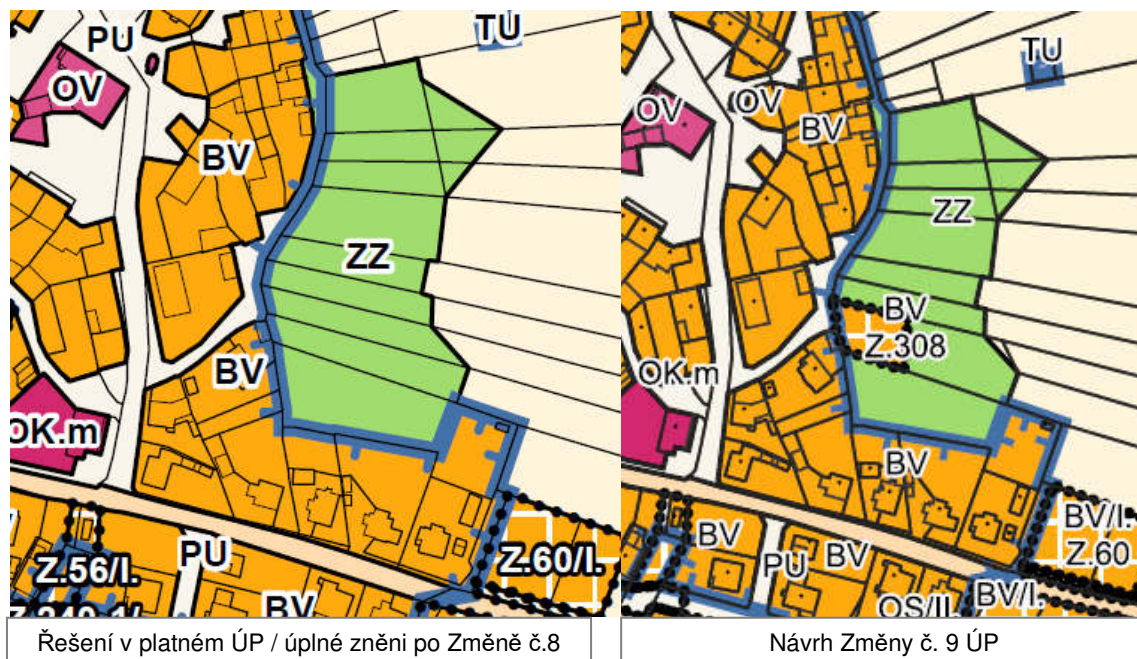 PU
TU
OV
BV
ZZ
BV
OK.m
PU
Z.56/I.
Z.60/I.
BV
Řešení v platném ÚP / úplné zněni po Změně č.8
TU
OV
OV
BV
ZZ
BV
Z.308
OK.m
BV
BV
BV/I.
Z.60
PU
BV
OS/II.
BV/I.
Návrh Změny č. 9 ÚP